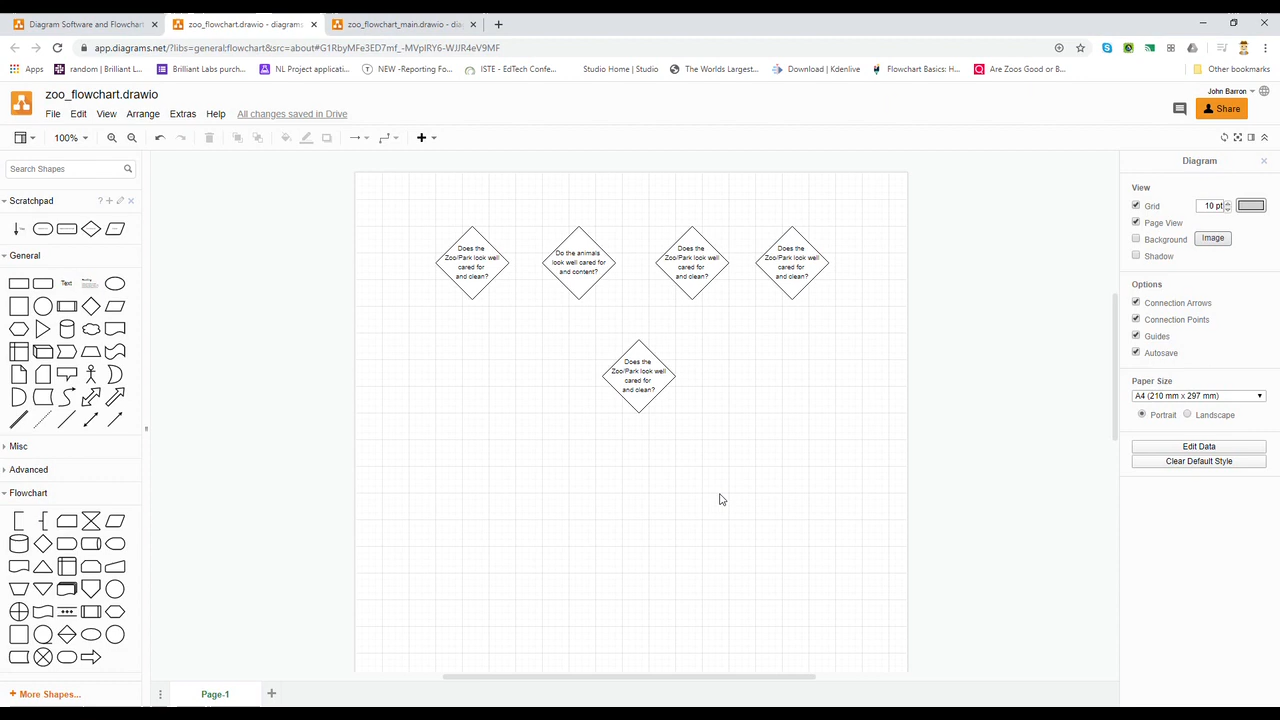 Diagram Software and Flowchart
zoo_flowchart.drawio - diagrams
zoo_flowchart_main.drawio - dia
app.diagrams.net/?libs=general;flowchart&src=about#G1RbyMFe3ED7mf_-MVpIRY6-WJJR4eV9MF
Apps
random | Brilliant L...
Brilliant Labs purch...
NL Project applicati...
NEW -Reporting Fo...
ISTE - EdTech Confe...
Studio Home | Studio
The Worlds Largest...
Download | Kdenlive
Flowchart Basics: H...
Are Zoos Good or B...
Other bookmarks
zoo_flowchart.drawio
John Barron
File Edit View Arrange Extras Help All changes saved in Drive
Share
100%
Search Shapes
Diagram
Scratchpad
?
General
Text
Misc
Advanced
Flowchart
+ More Shapes...
Does the
Zoo/Park look well
cared for
and clean?
Do the animals
look well cared for
and content?
Does the
Zoo/Park look well
cared for
and clean?
Does the
Zoo/Park look well
cared for
and clean?
Does the
Zoo/Park look well
cared for
and clean?
View
Grid 10 pt
Page View
Background Image
Shadow
Options
Connection Arrows
Connection Points
Guides
Autosave
Paper Size
A4 (210 mm x 297 mm)
Portrait Landscape
Edit Data
Clear Default Style
Page-1